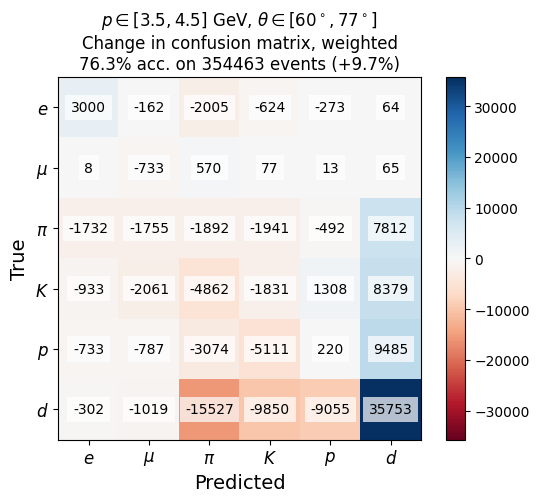 p ∈ [3.5, 4.5] GeV, θ ∈ [60°, 77°]
Change in confusion matrix, weighted
76.3% acc. on 354463 events (+9.7%)
e 3000 -162 -2005 -624 -273 64
μ 8 -733 570 77 13 65
π -1732 -1755 -1892 -1941 -492 7812
K -933 -2061 -4862 -1831 1308 8379
p -733 -787 -3074 -5111 220 9485
d -302 -1019 -15527 -9850 -9055 35753
e μ π K p d
Predicted
True
30000
20000
10000
0
−10000
−20000
−30000